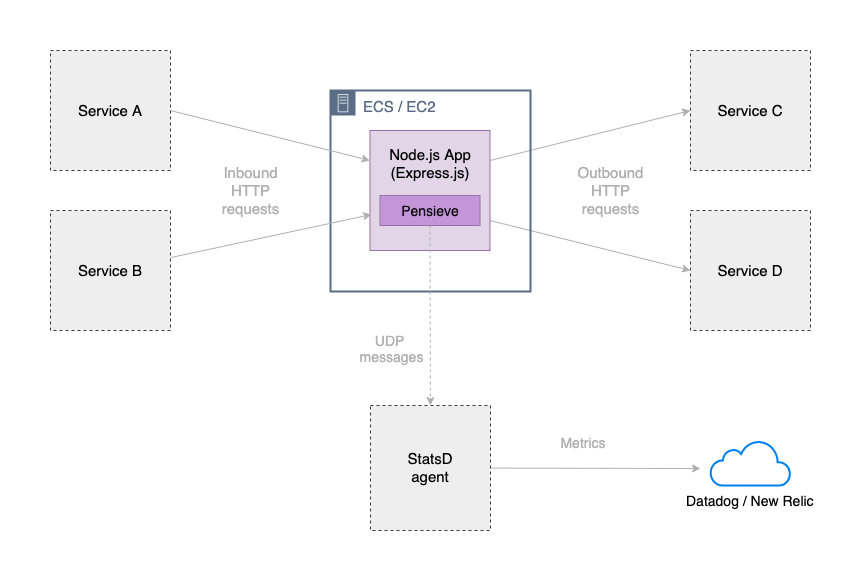 Service A
Service C
ECS / EC2
Node.js App
(Express.js)
Inbound
HTTP
requests
Outbound
HTTP
requests
Pensieve
Service B
Service D
UDP
messages
StatsD
agent
Metrics
Datadog / New Relic